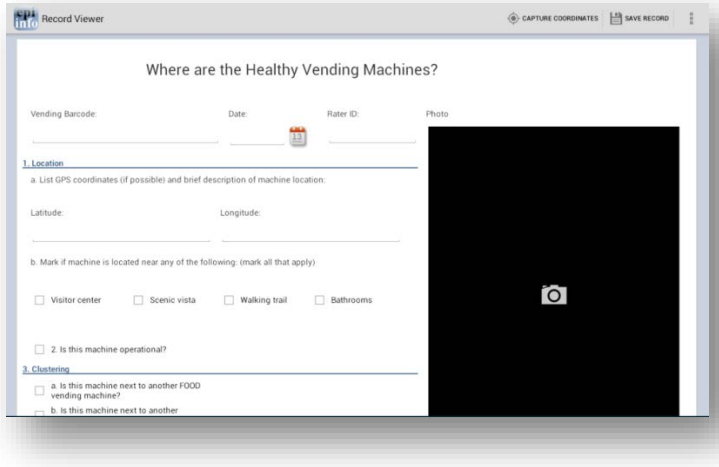 epi
info
Record Viewer
CAPTURE COORDINATES
SAVE RECORD
Where are the Healthy Vending Machines?
Vending Barcode:
Date:
Rater ID:
Photo
13
1. Location
a. List GPS coordinates (if possible) and brief description of machine location:
Latitude:
Longitude:
b. Mark if machine is located near any of the following: (mark all that apply)
Visitor center
Scenic vista
Walking trail
Bathrooms
2. Is this machine operational?
3. Clustering
a. Is this machine next to another FOOD
vending machine?
b. Is this machine next to another